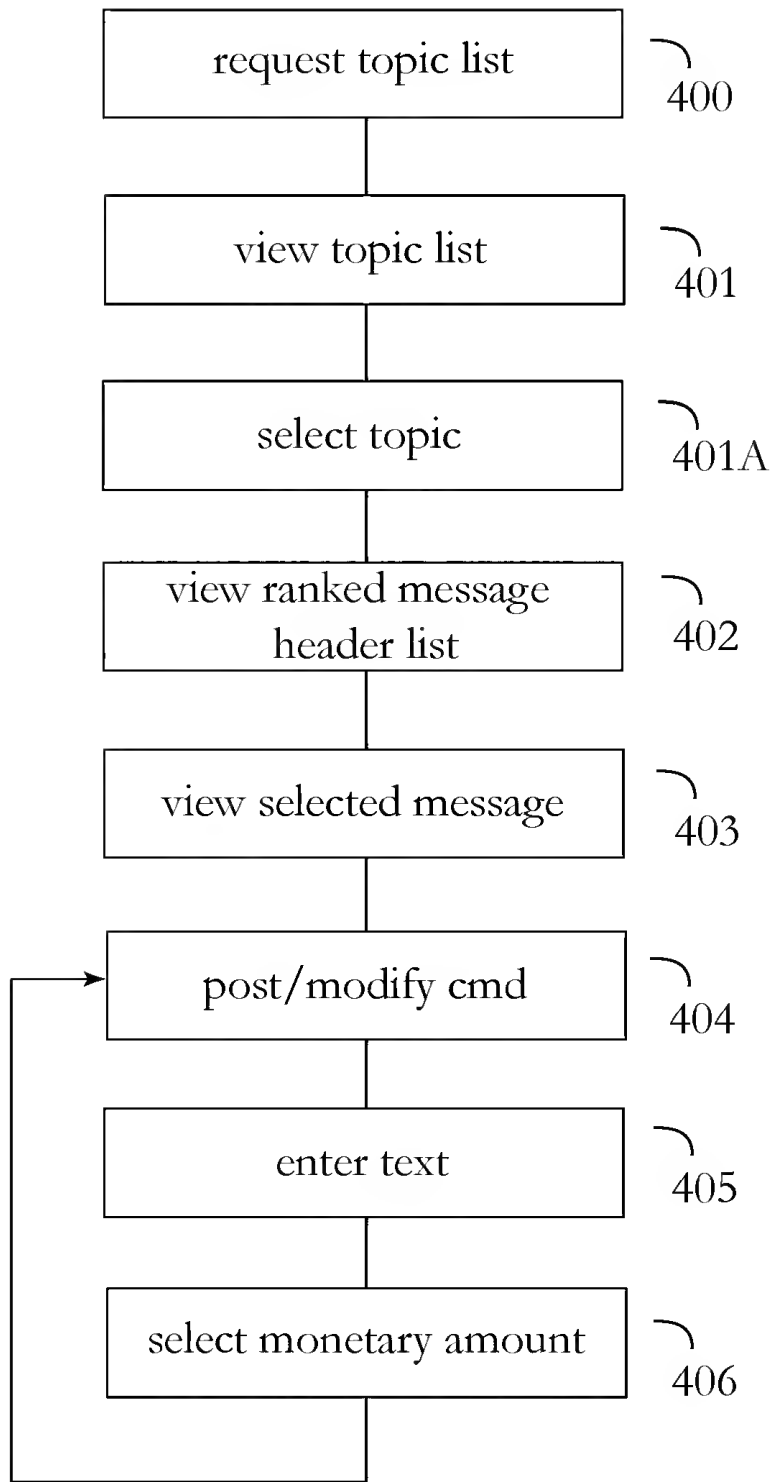 request topic list
400
view topic list
401
select topic
401A
view ranked message
header list
402
view selected message
403
post/modify cmd
404
enter text
405
select monetary amount
406